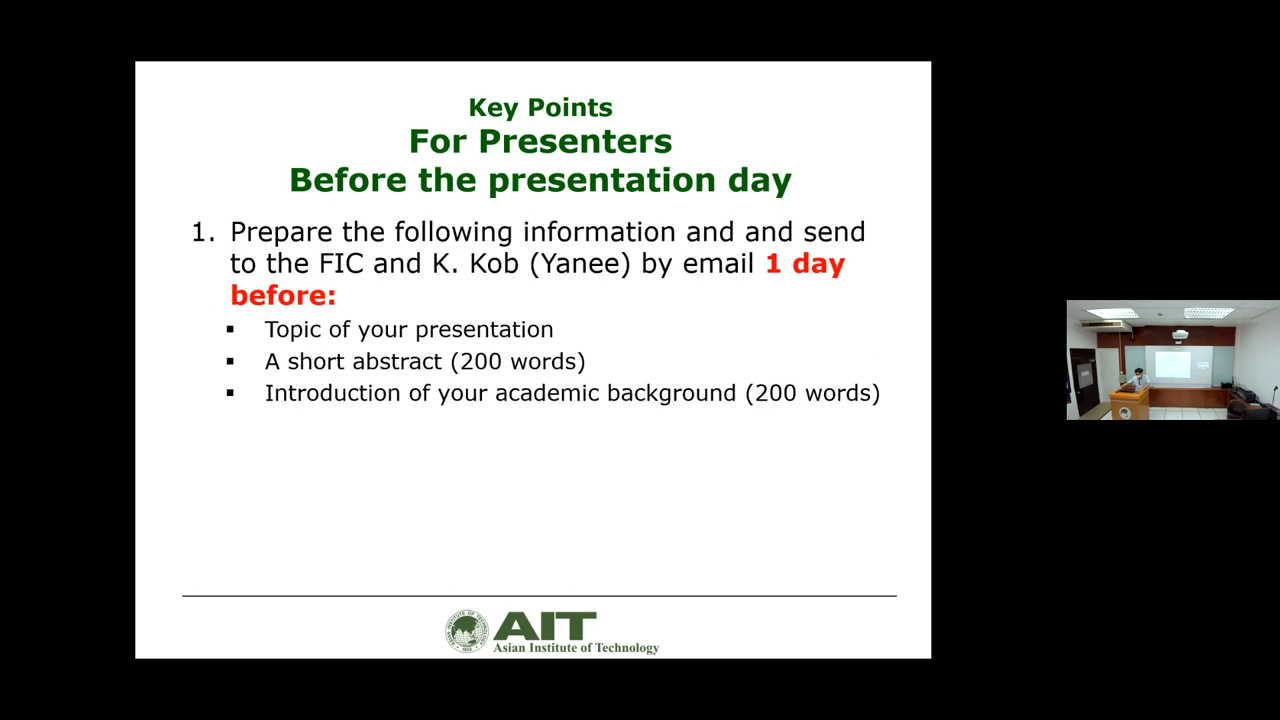 Key Points
For Presenters
Before the presentation day
1. Prepare the following information and and send
to the FIC and K. Kob (Yanee) by email 1 day
before:
▪ Topic of your presentation
▪ A short abstract (200 words)
▪ Introduction of your academic background (200 words)
AIT
Asian Institute of Technology